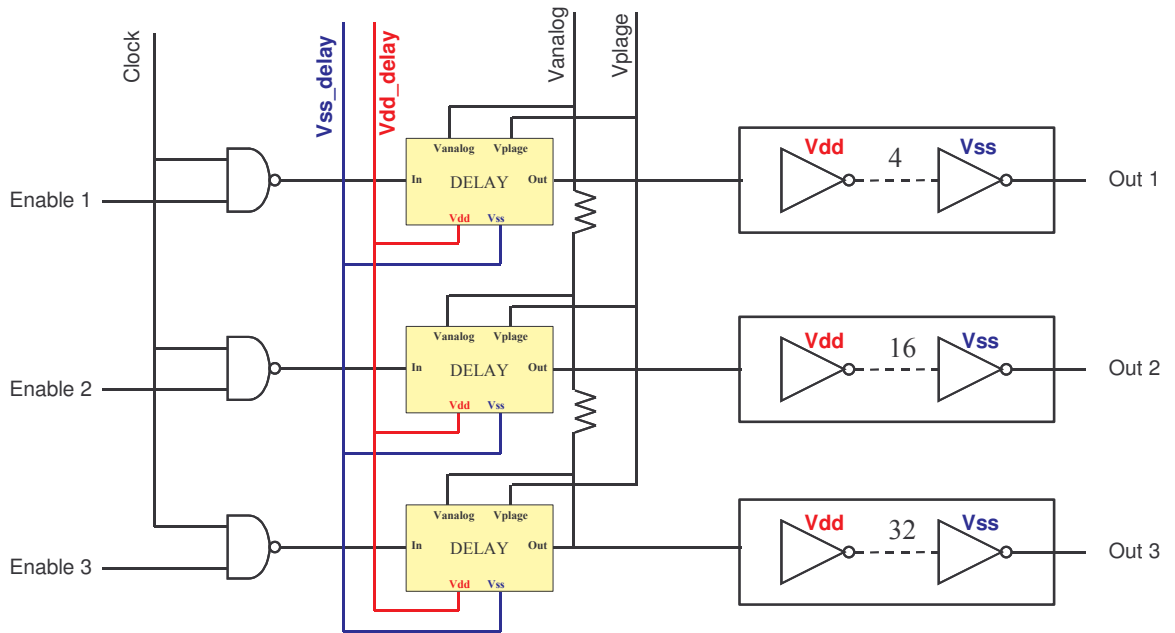 Clock
Vss_delay
Vdd_delay
Vanalog
Vplage
Enable 1
Vanalog Vplage
In DELAY Out
Vdd Vss
Vdd 4 Vss
Out 1
Enable 2
Vanalog Vplage
In DELAY Out
Vdd Vss
Vdd 16 Vss
Out 2
Enable 3
Vanalog Vplage
In DELAY Out
Vdd Vss
Vdd 32 Vss
Out 3